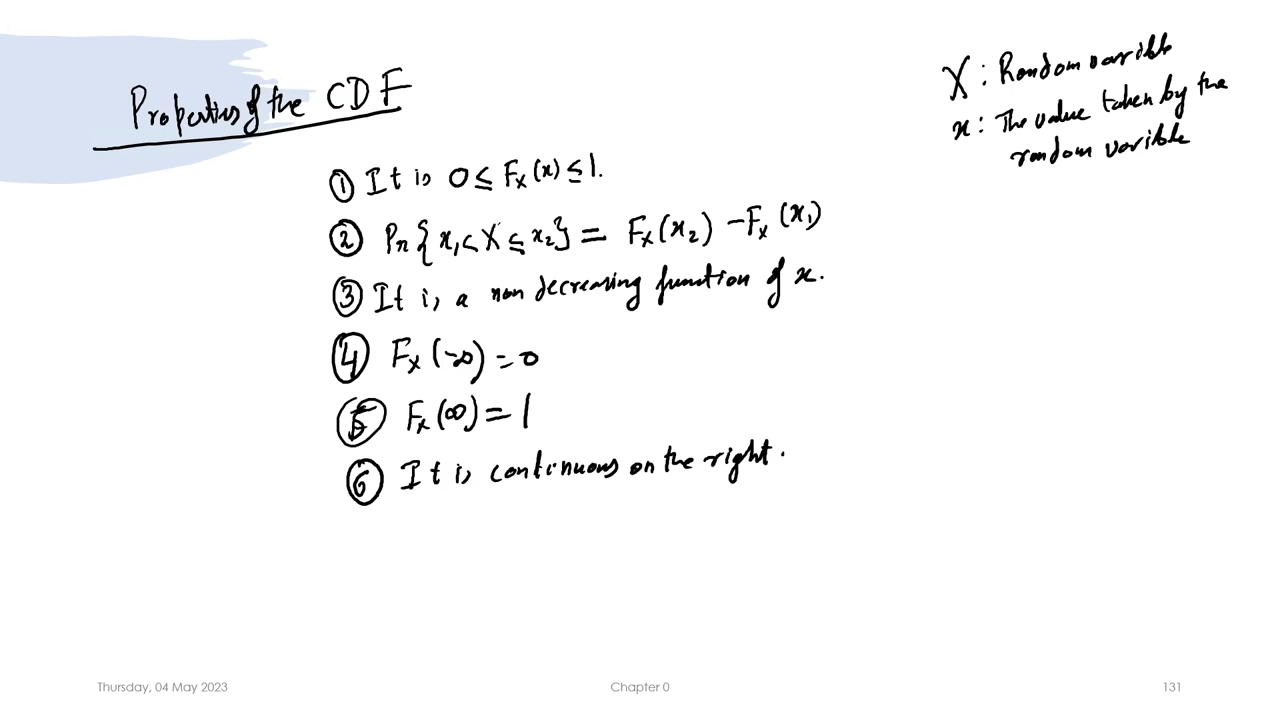 Properties of the CDF
X : Random varible
x : The value taken by the
random varible
① It is 0 ≤ Fx(x) ≤ 1.
② Pr { x₁ < X ≤ x₂ } = Fx(x₂) - Fx(x₁)
③ It is a non decreasing function of x.
④ Fx(-∞) = 0
⑤ Fx(∞) = 1
⑥ It is continuous on the right.
Thursday, 04 May 2023
Chapter 0
131